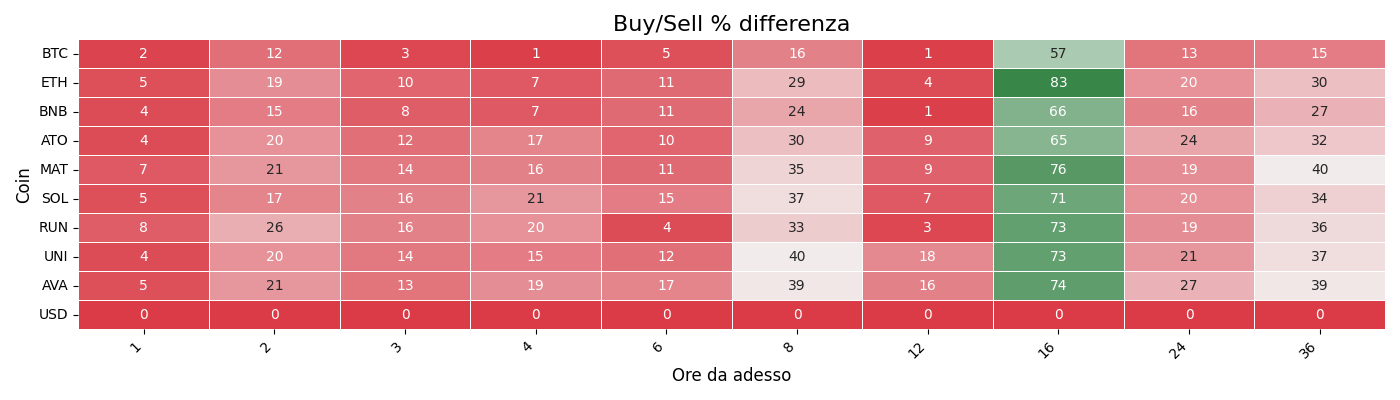 Buy/Sell % differenza
Coin
BTC 2 12 3 1 5 16 1 57 13 15
ETH 5 19 10 7 11 29 4 83 20 30
BNB 4 15 8 7 11 24 1 66 16 27
ATO 4 20 12 17 10 30 9 65 24 32
MAT 7 21 14 16 11 35 9 76 19 40
SOL 5 17 16 21 15 37 7 71 20 34
RUN 8 26 16 20 4 33 3 73 19 36
UNI 4 20 14 15 12 40 18 73 21 37
AVA 5 21 13 19 17 39 16 74 27 39
USD 0 0 0 0 0 0 0 0 0 0
1 2 3 4 6 8 12 16 24 36
Ore da adesso